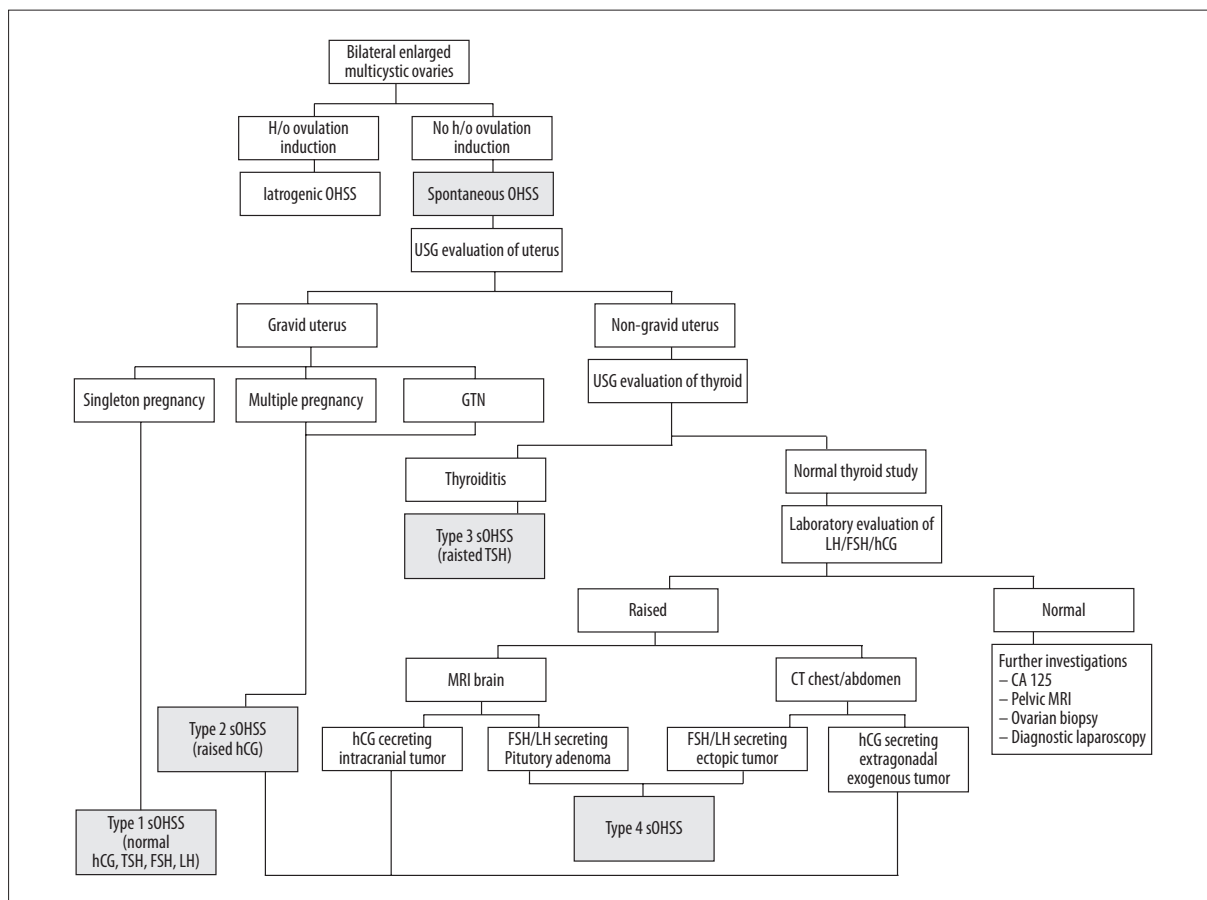 Bilateral enlarged
multicystic ovaries
H/o ovulation
induction
No h/o ovulation
induction
Iatrogenic OHSS
Spontaneous OHSS
USG evaluation of uterus
Gravid uterus
Non-gravid uterus
USG evaluation of thyroid
Singleton pregnancy
Multiple pregnancy
GTN
Thyroiditis
Normal thyroid study
Type 3 sOHSS
(raisted TSH)
Laboratory evaluation of
LH/FSH/hCG
Raised
Normal
MRI brain
CT chest/abdomen
Further investigations
– CA 125
– Pelvic MRI
– Ovarian biopsy
– Diagnostic laparoscopy
Type 2 sOHSS
(raised hCG)
hCG cecreting
intracranial tumor
FSH/LH secreting
Pitutory adenoma
FSH/LH secreting
ectopic tumor
hCG secreting
extragonadal
exogenous tumor
Type 1 sOHSS
(normal
hCG, TSH, FSH, LH)
Type 4 sOHSS